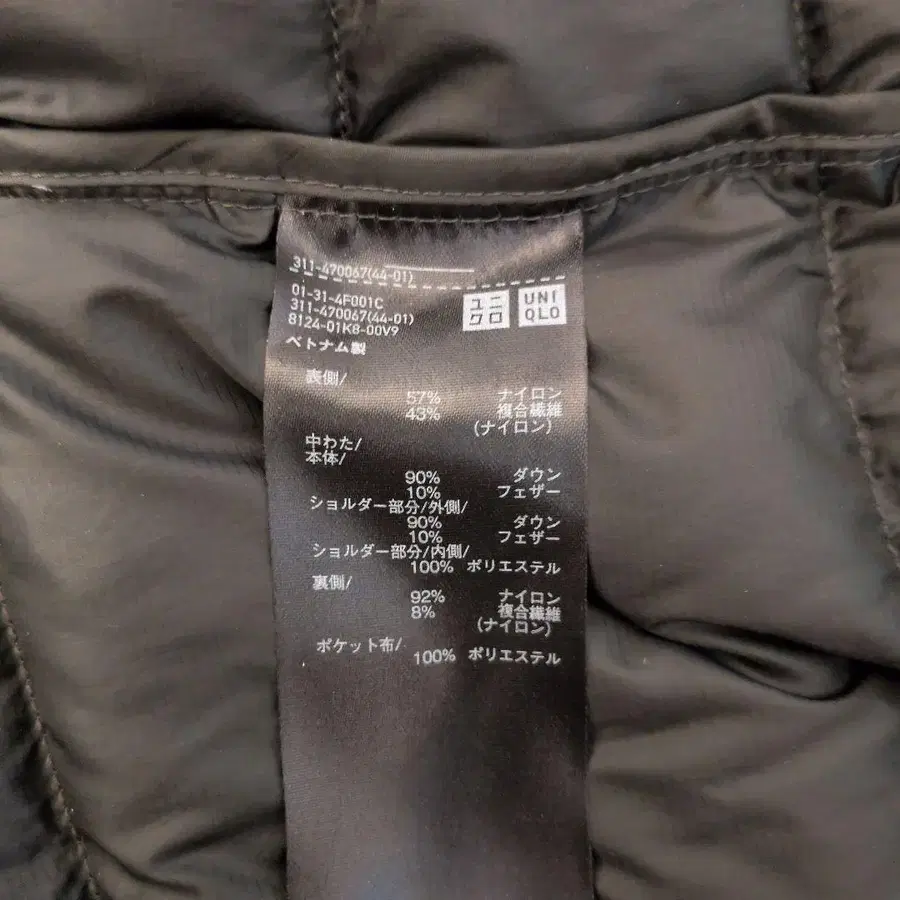 311-470067(44-01)
01-31-4F001C
311-470067(44-01)
8124-01K8-00V9
ユニクロ
UNIQLO
ベトナム製
表側/
57% ナイロン
43% 複合繊維
(ナイロン)
中わた/
本体/
90% ダウン
10% フェザー
ショルダー部分/外側/
90% ダウン
10% フェザー
ショルダー部分/内側/
100% ポリエステル
裏側/
92% ナイロン
8% 複合繊維
(ナイロン)
ポケット布/
100% ポリエステル